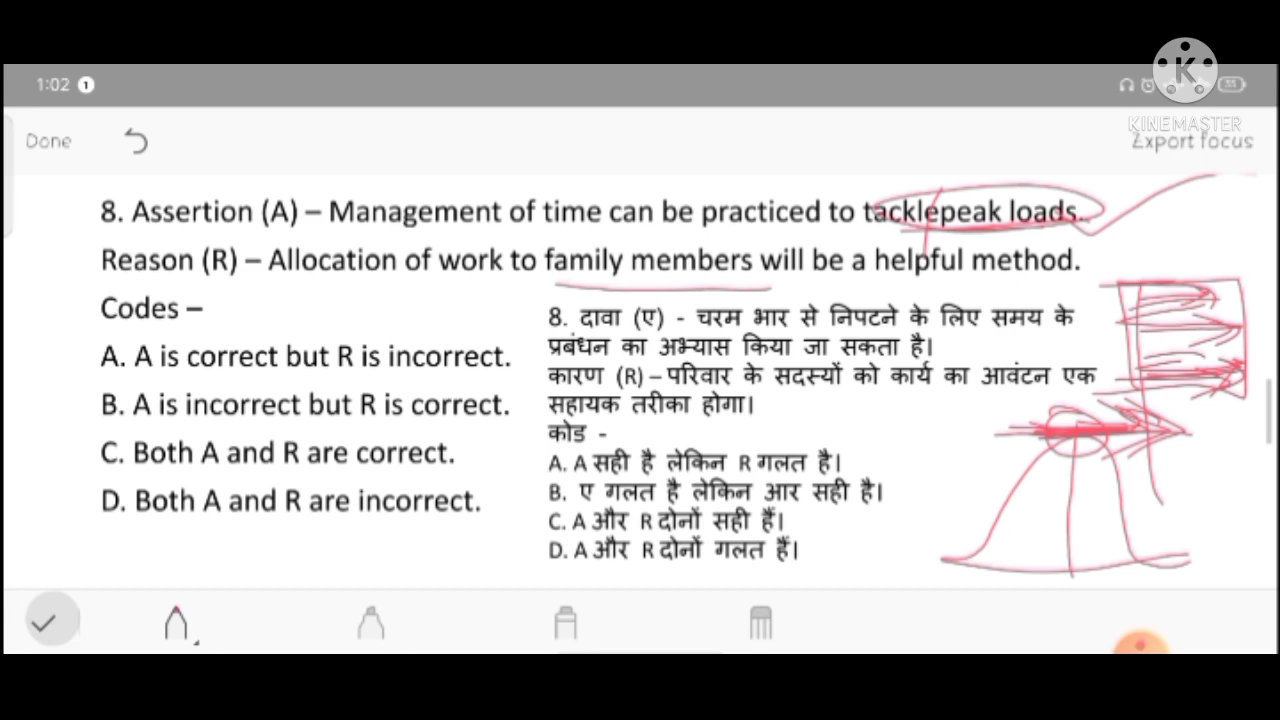 1:02 1
55
KINEMASTER
Done
Export focus
8. Assertion (A) – Management of time can be practiced to tacklepeak loads.
Reason (R) – Allocation of work to family members will be a helpful method.
Codes –
A. A is correct but R is incorrect.
B. A is incorrect but R is correct.
C. Both A and R are correct.
D. Both A and R are incorrect.
8. दावा (ए) - चरम भार से निपटने के लिए समय के
प्रबंधन का अभ्यास किया जा सकता है।
कारण (R) – परिवार के सदस्यों को कार्य का आवंटन एक
सहायक तरीका होगा।
कोड -
A. A सही है लेकिन R गलत है।
B. ए गलत है लेकिन आर सही है।
C. A और R दोनों सही हैं।
D. A और R दोनों गलत हैं।